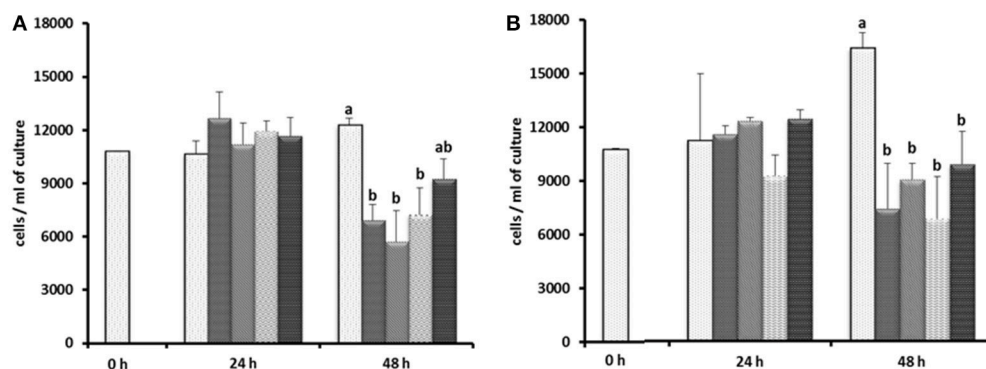 A
cells / ml of culture
18000
15000
12000
9000
6000
3000
0
a
b
b
b
ab
0 h
24 h
48 h
B
cells / ml of culture
18000
15000
12000
9000
6000
3000
0
a
b
b
b
b
0 h
24 h
48 h